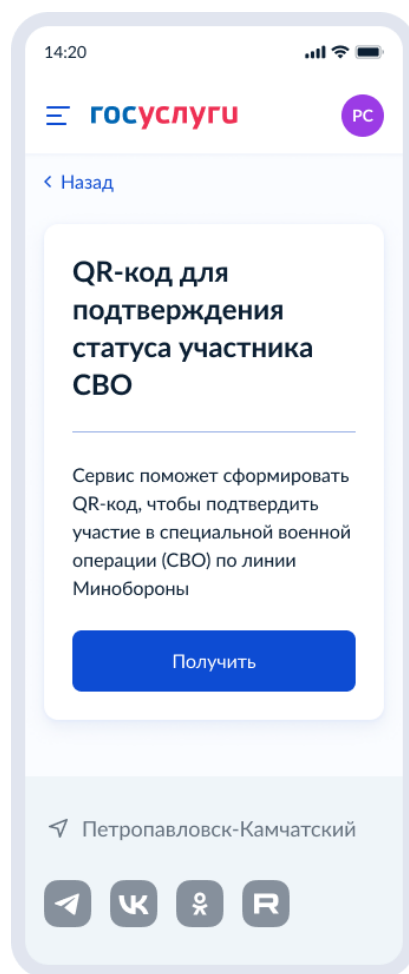 14:20
госуслуги
РС
Назад
QR-код для
подтверждения
статуса участника
СВО
Сервис поможет сформировать
QR-код, чтобы подтвердить
участие в специальной военной
операции (СВО) по линии
Минобороны
Получить
Петропавловск-Камчатский